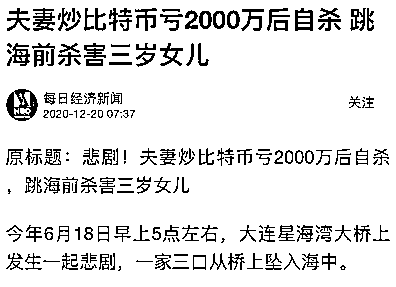 夫妻炒比特币亏2000万后自杀 跳
海前杀害三岁女儿
每日经济新闻
关注
2020-12-20 07:37
原标题：悲剧！夫妻炒比特币亏2000万后自杀
，跳海前杀害三岁女儿
今年6月18日早上5点左右，大连星海湾大桥上
发生一起悲剧，一家三口从桥上坠入海中。